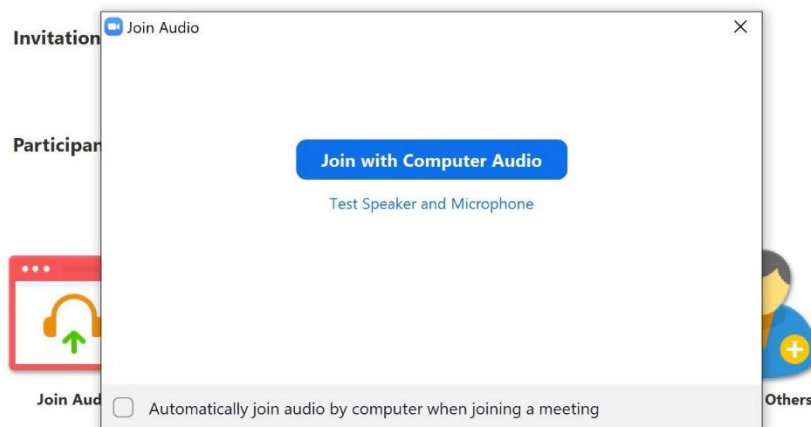 Join Audio
Invitation
Participan
Join with Computer Audio
Test Speaker and Microphone
Join Aud
Others
Automatically join audio by computer when joining a meeting